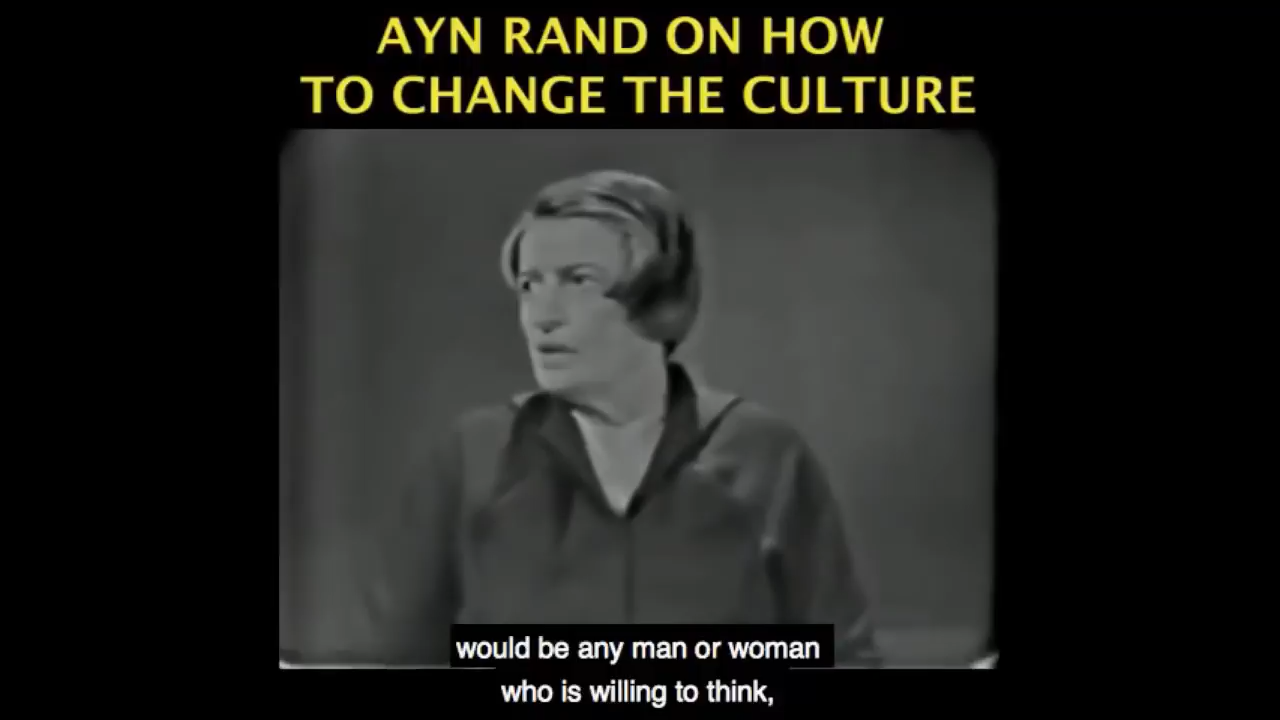 AYN RAND ON HOW
TO CHANGE THE CULTURE
would be any man or woman
who is willing to think,